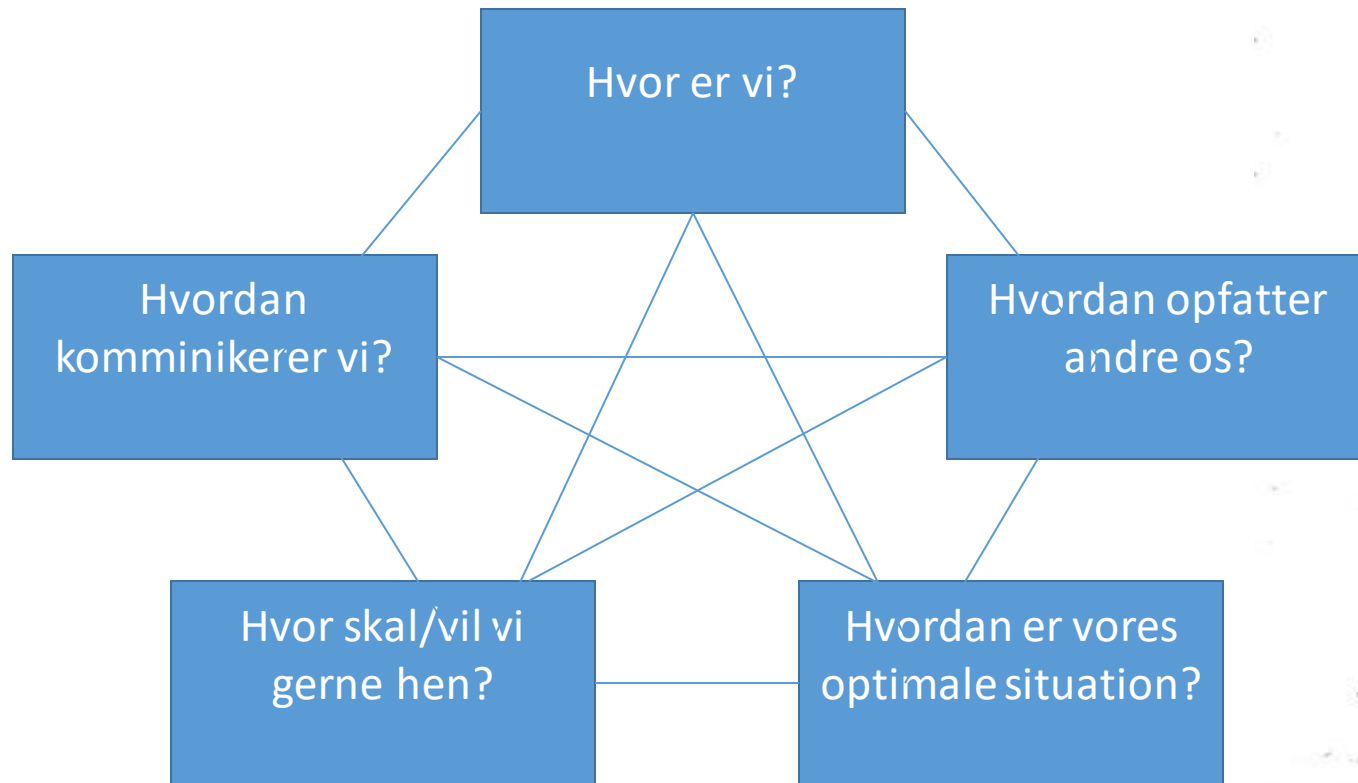 Hvor er vi?
Hvordan
komminikerer vi?
Hvordan opfatter
andre os?
Hvor skal/vil vi
gerne hen?
Hvordan er vores
optimale situation?